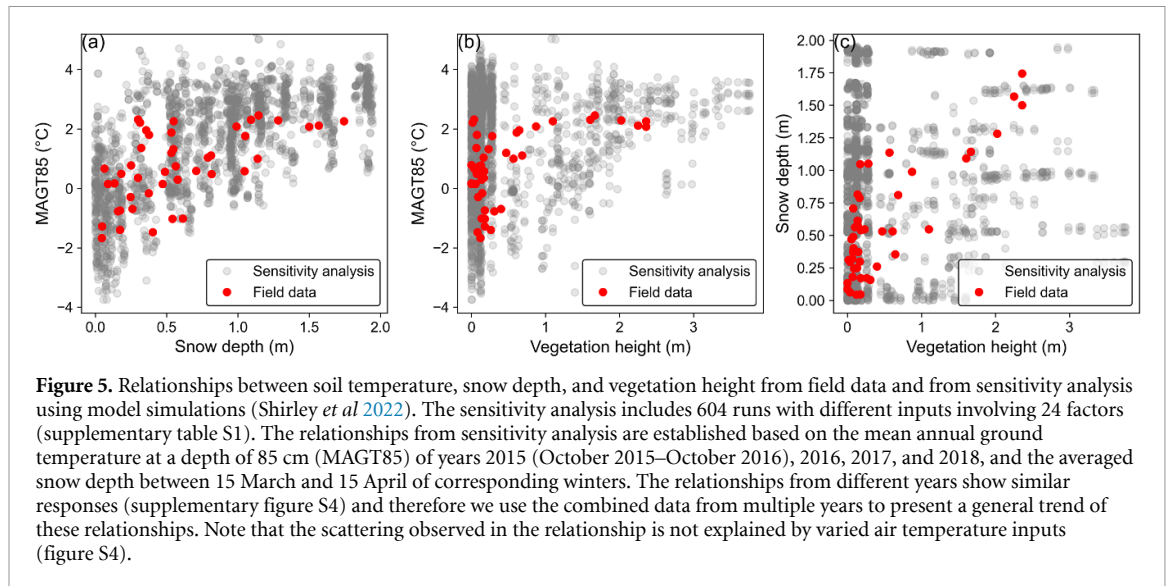 (a)
MAGT85 (°C)
4
2
0
−2
−4
Sensitivity analysis
Field data
0.0 0.5 1.0 1.5 2.0
Snow depth (m)
(b)
MAGT85 (°C)
4
2
0
−2
−4
Sensitivity analysis
Field data
0 1 2 3
Vegetation height (m)
(c)
Snow depth (m)
2.00
1.75
1.50
1.25
1.00
0.75
0.50
0.25
0.00
Sensitivity analysis
Field data
0 1 2 3
Vegetation height (m)
Figure 5. Relationships between soil temperature, snow depth, and vegetation height from field data and from sensitivity analysis
using model simulations (Shirley et al 2022). The sensitivity analysis includes 604 runs with different inputs involving 24 factors
(supplementary table S1). The relationships from sensitivity analysis are established based on the mean annual ground
temperature at a depth of 85 cm (MAGT85) of years 2015 (October 2015–October 2016), 2016, 2017, and 2018, and the averaged
snow depth between 15 March and 15 April of corresponding winters. The relationships from different years show similar
responses (supplementary figure S4) and therefore we use the combined data from multiple years to present a general trend of
these relationships. Note that the scattering observed in the relationship is not explained by varied air temperature inputs
(figure S4).